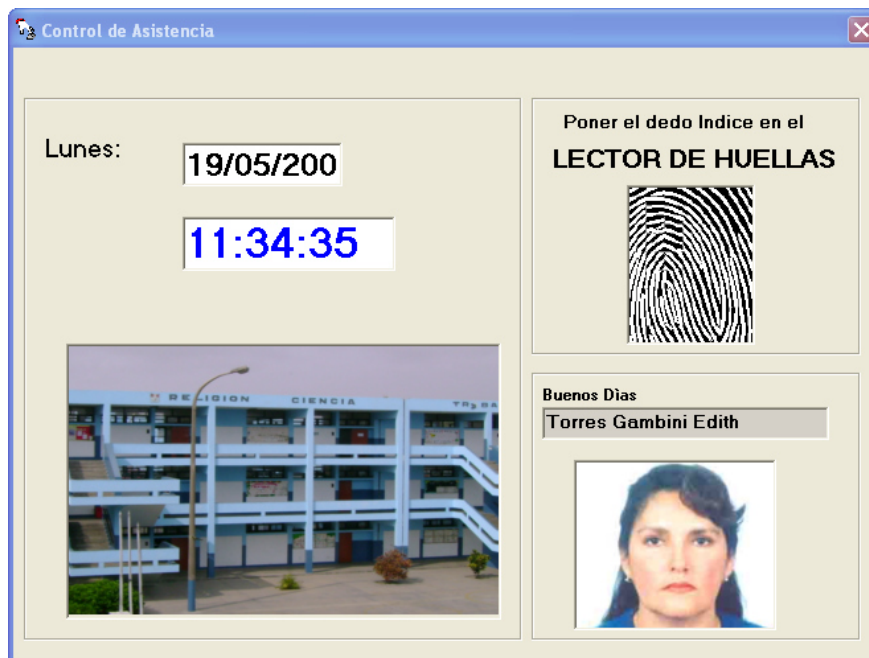 Control de Asistencia
Lunes:
19/05/200
11:34:35
RELIGION CIENCIA
Poner el dedo Indice en el
LECTOR DE HUELLAS
Buenos Dìas
Torres Gambini Edith